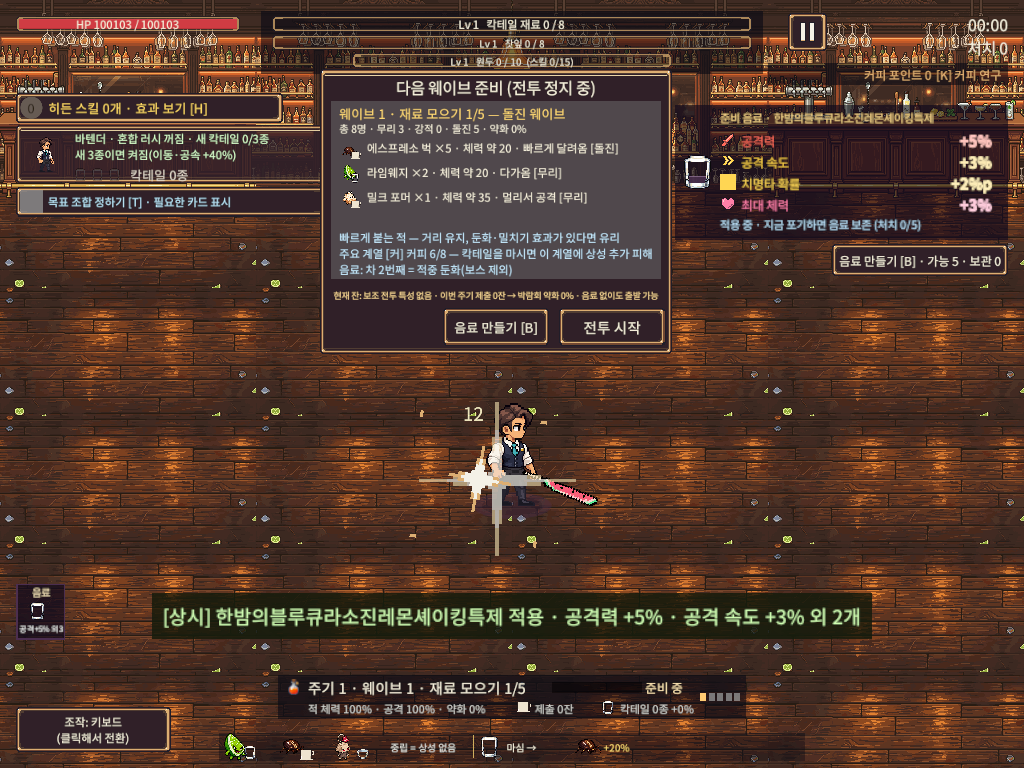 HP 100103 / 100103
Lv 1 칵테일 재료 0 / 8
Lv 1 찻잎 0 / 8
Lv 1 원두 0 / 10 (스킬 0/15)
00:00
처치 0
커피 포인트 0 [K] 커피 연구
0 히든 스킬 0개 · 효과 보기 [H]
바텐더 · 혼합 러시 꺼짐 · 새 칵테일 0/3종
새 3종이면 켜짐(이동·공속 +40%)
칵테일 0종
목표 조합 정하기 [T] · 필요한 카드 표시
다음 웨이브 준비 (전투 정지 중)
웨이브 1 · 재료 모으기 1/5 — 돌진 웨이브
총 8명 · 무리 3 · 강적 0 · 돌진 5 · 약화 0%
에스프레소 벅 ×5 · 체력 약 20 · 빠르게 달려옴 [돌진]
라임웨지 ×2 · 체력 약 20 · 다가옴 [무리]
밀크 포머 ×1 · 체력 약 35 · 멀리서 공격 [무리]
빠르게 붙는 적 — 거리 유지, 둔화·밀치기 효과가 있다면 유리
주요 계열 [커] 커피 6/8 — 칵테일을 마시면 이 계열에 상성 추가 피해
음료: 차 2번째 = 적중 둔화(보스 제외)
현재 잔: 보조 전투 특성 없음 · 이번 주기 제출 0잔 → 박람회 약화 0% · 음료 없이도 출발 가능
음료 만들기 [B]
전투 시작
준비 음료 · 한밤의블루큐라소진레몬셰이킹특제
공격력 +5%
공격 속도 +3%
치명타 확률 +2%p
최대 체력 +3%
적용 중 · 지금 포기하면 음료 보존 (처치 0/5)
음료 만들기 [B] · 가능 5 · 보관 0
12
음료
공격+5% 외3
[상시] 한밤의블루큐라소진레몬셰이킹특제 적용 · 공격력 +5% · 공격 속도 +3% 외 2개
주기 1 · 웨이브 1 · 재료 모으기 1/5
준비 중
적 체력 100% · 공격 100% · 약화 0%
제출 0잔
칵테일 0종 +0%
조작: 키보드
(클릭해서 전환)
중립 = 상성 없음
마심 →
+20%